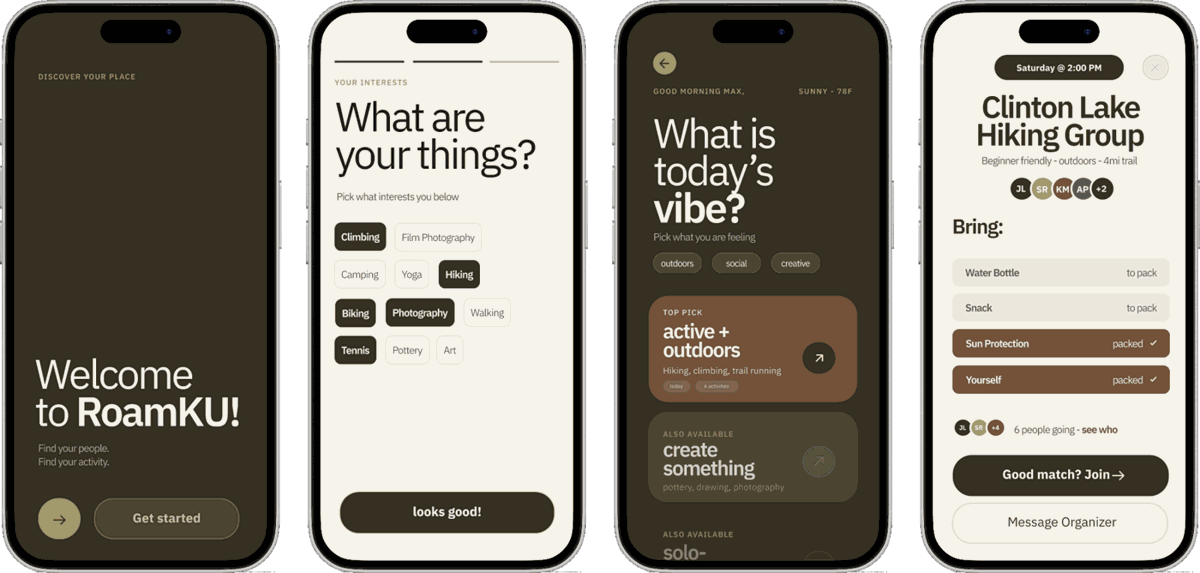 DISCOVER YOUR PLACE
Welcome
to RoamKU!
Find your people.
Find your activity.
Get started
YOUR INTERESTS
What are
your things?
Pick what interests you below
Climbing
Film Photography
Camping
Yoga
Hiking
Biking
Photography
Walking
Tennis
Pottery
Art
looks good!
GOOD MORNING MAX,
SUNNY - 78F
What is
today's
vibe?
Pick what you are feeling
outdoors
social
creative
TOP PICK
active +
outdoors
Hiking, climbing, trail running
today
4 activities
ALSO AVAILABLE
create
something
pottery, drawing, photography
ALSO AVAILABLE
solo-
Saturday @ 2:00 PM
Clinton Lake
Hiking Group
Beginner friendly - outdoors - 4mi trail
JL SR KM AP +2
Bring:
Water Bottle to pack
Snack to pack
Sun Protection packed ✓
Yourself packed ✓
JL SR +4 6 people going - see who
Good match? Join→
Message Organizer